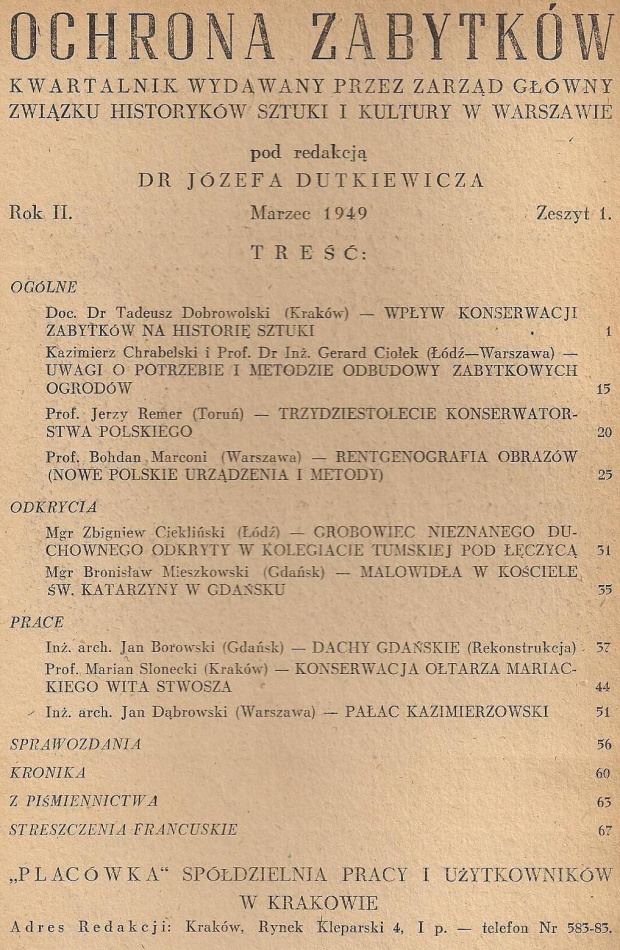 OCHRONA ZABYTKÓW
KWARTALNIK WYDAWANY PRZEZ ZARZĄD GŁÓWNY
ZWIĄZKU HISTORYKÓW SZTUKI I KULTURY W WARSZAWIE
pod redakcją
DR JÓZEFA DUTKIEWICZA
Rok II. Marzec 1949 Zeszyt 1.
TREŚĆ:
OGÓLNE
Doc. Dr Tadeusz Dobrowolski (Kraków) — WPŁYW KONSERWACJI
ZABYTKÓW NA HISTORIĘ SZTUKI 1
Kazimierz Chrabelski i Prof. Dr Inż. Gerard Ciołek (Łódź—Warszawa) —
UWAGI O POTRZEBIE I METODZIE ODBUDOWY ZABYTKOWYCH
OGRODÓW 15
Prof. Jerzy Remer (Toruń) — TRZYDZIESTOLECIE KONSERWATOR-
STWA POLSKIEGO 20
Prof. Bohdan Marconi (Warszawa) — RENTGENOGRAFIA OBRAZÓW
(NOWE POLSKIE URZĄDZENIA I METODY) 25
ODKRYCIA
Mgr Zbigniew Ciekliński (Łódź) — GROBOWIEC NIEZNANEGO DU-
CHOWNEGO ODKRYTY W KOLEGIACIE TUMSKIEJ POD ŁĘCZYCĄ 31
Mgr Bronisław Mieszkowski (Gdańsk) — MALOWIDŁA W KOŚCIELE
ŚW. KATARZYNY W GDAŃSKU 35
PRACE
Inż. arch. Jan Borowski (Gdańsk) — DACHY GDAŃSKIE (Rekonstrukcja) 37
Prof. Marian Słonecki (Kraków) — KONSERWACJA OŁTARZA MARIAC-
KIEGO WITA STWOSZA 44
Inż. arch. Jan Dąbrowski (Warszawa) — PAŁAC KAZIMIERZOWSKI 51
SPRAWOZDANIA 56
KRONIKA 60
Z PIŚMIENNICTWA 63
STRESZCZENIA FRANCUSKIE 67
„PLACÓWKA“ SPÓŁDZIELNIA PRACY I UŻYTKOWNIKÓW
W KRAKOWIE
Adres Redakcji: Kraków, Rynek Kleparski 4, I p. — telefon Nr 583-83.